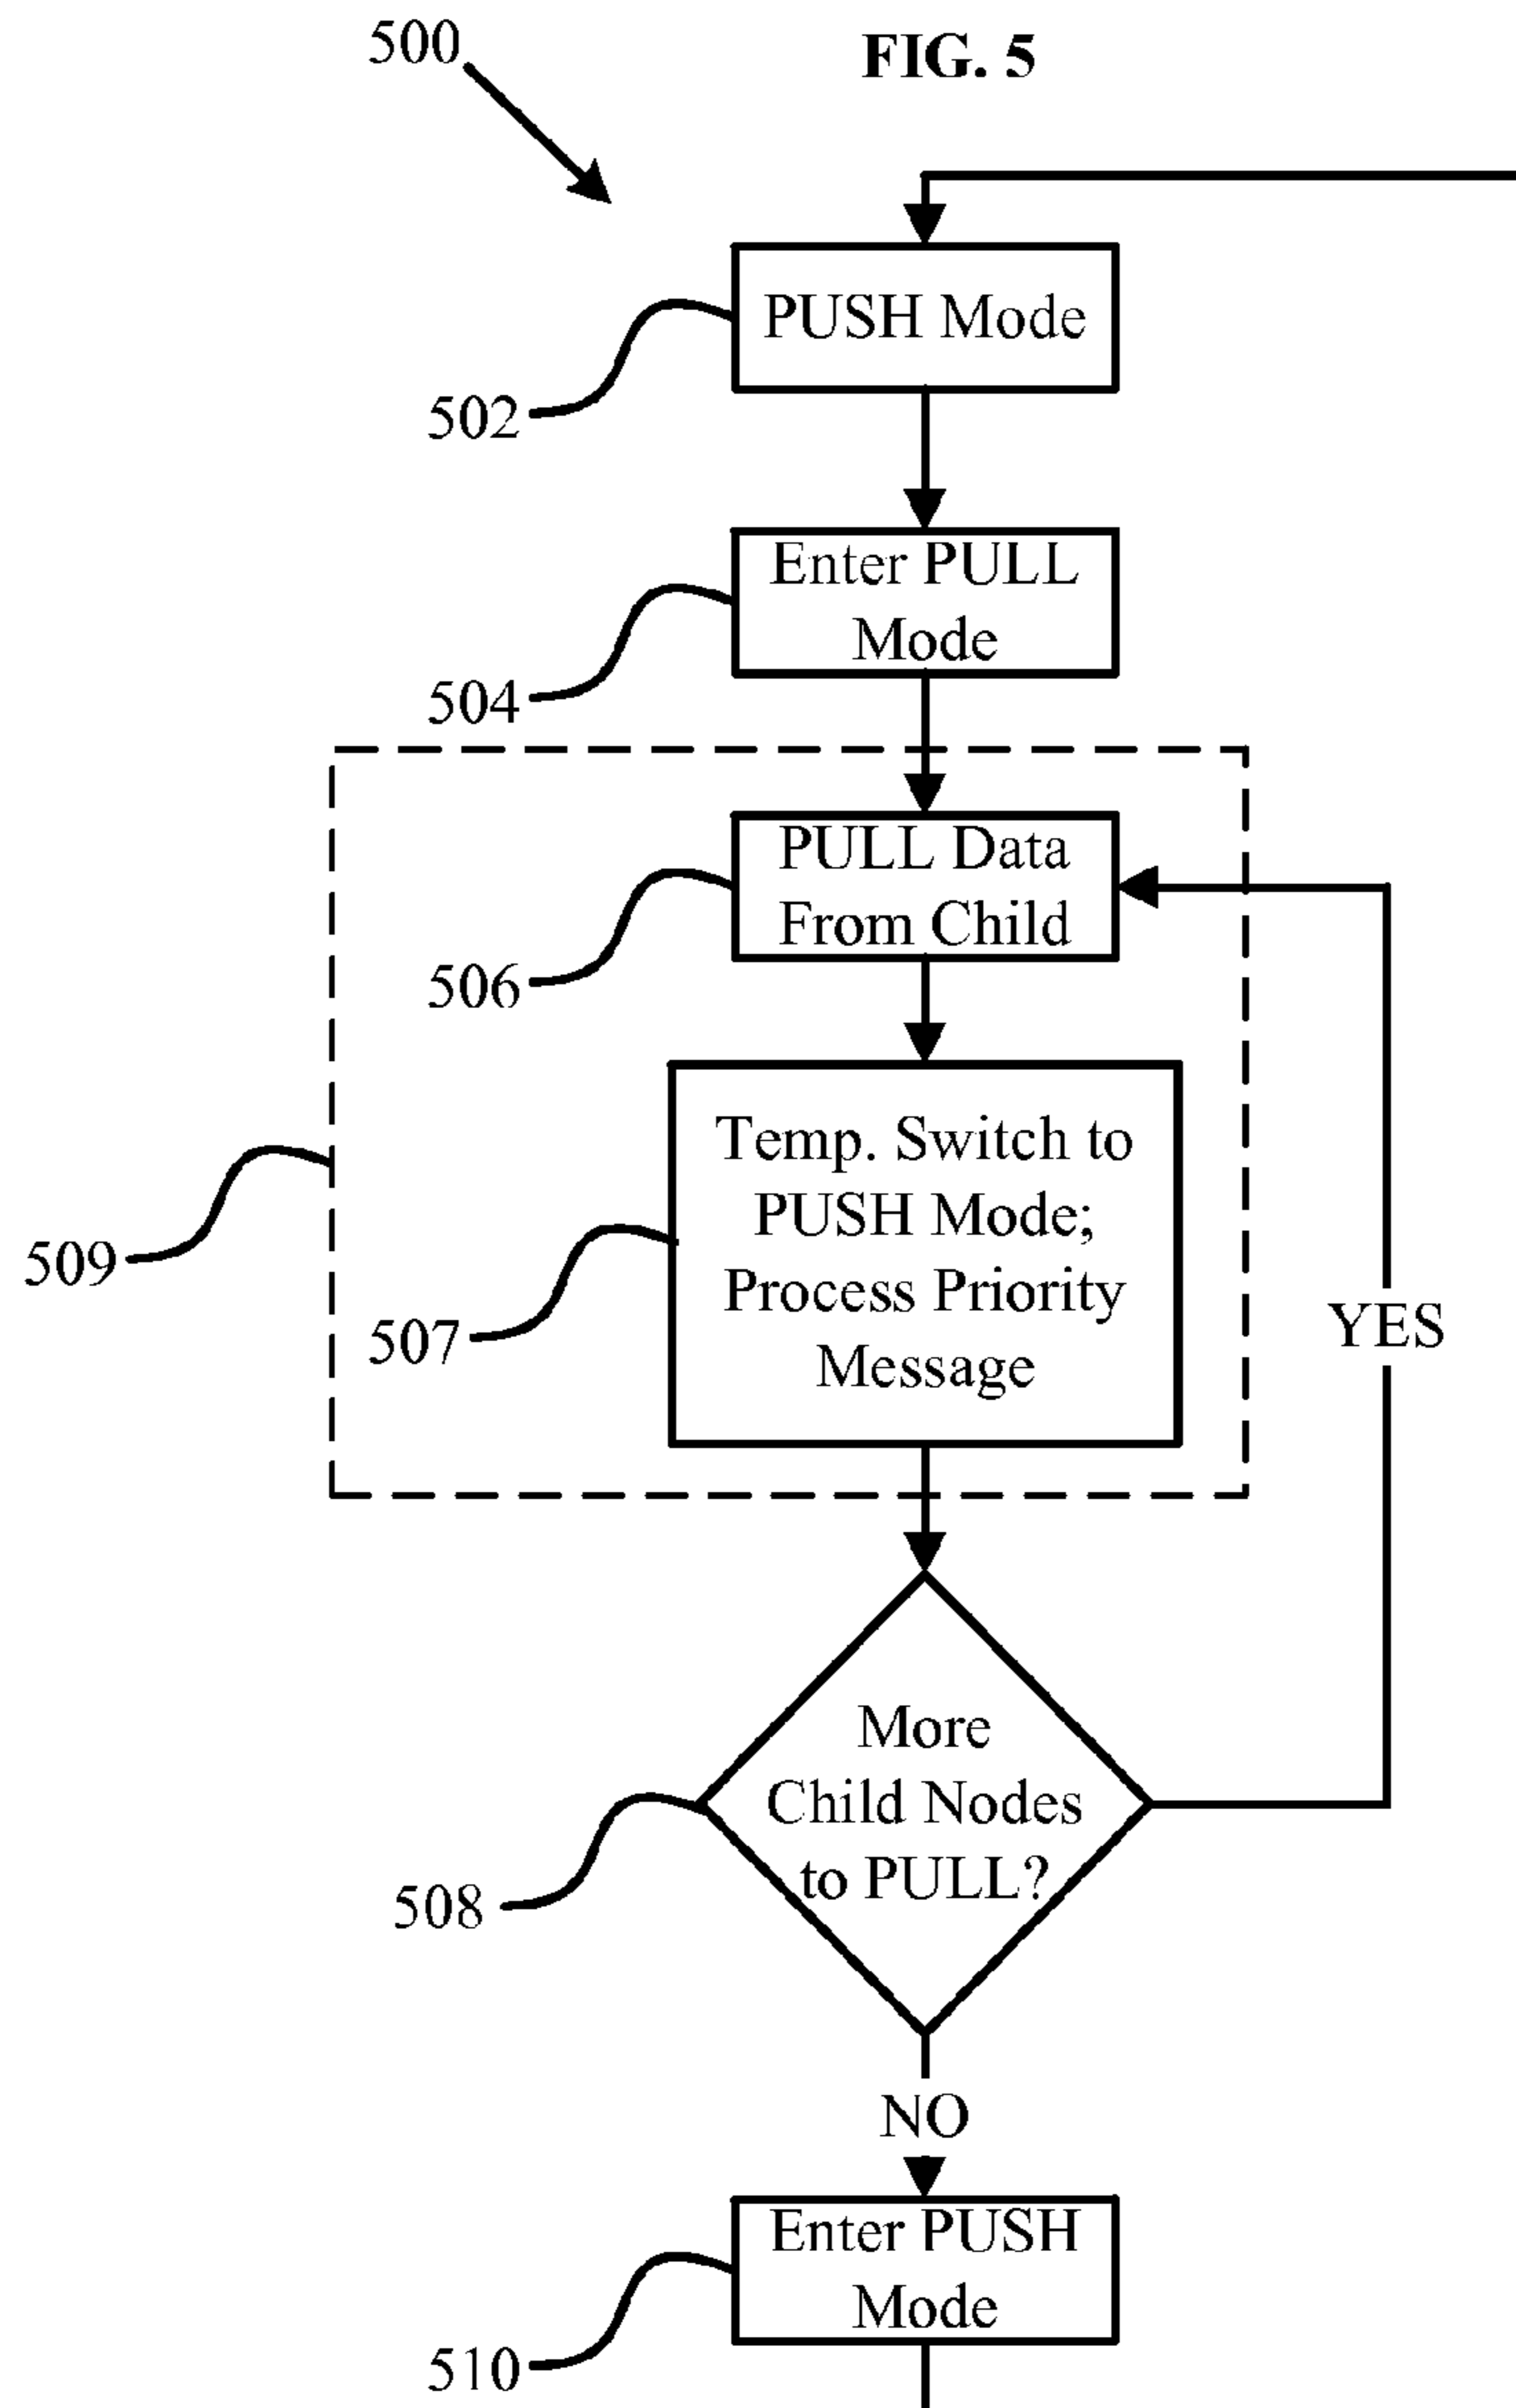 500
FIG. 5
PUSH Mode
502
Enter PULL
Mode
504
PULL Data
From Child
506
Temp. Switch to
PUSH Mode;
Process Priority
Message
509
507
YES
More
Child Nodes
to PULL?
508
NO
Enter PUSH
Mode
510